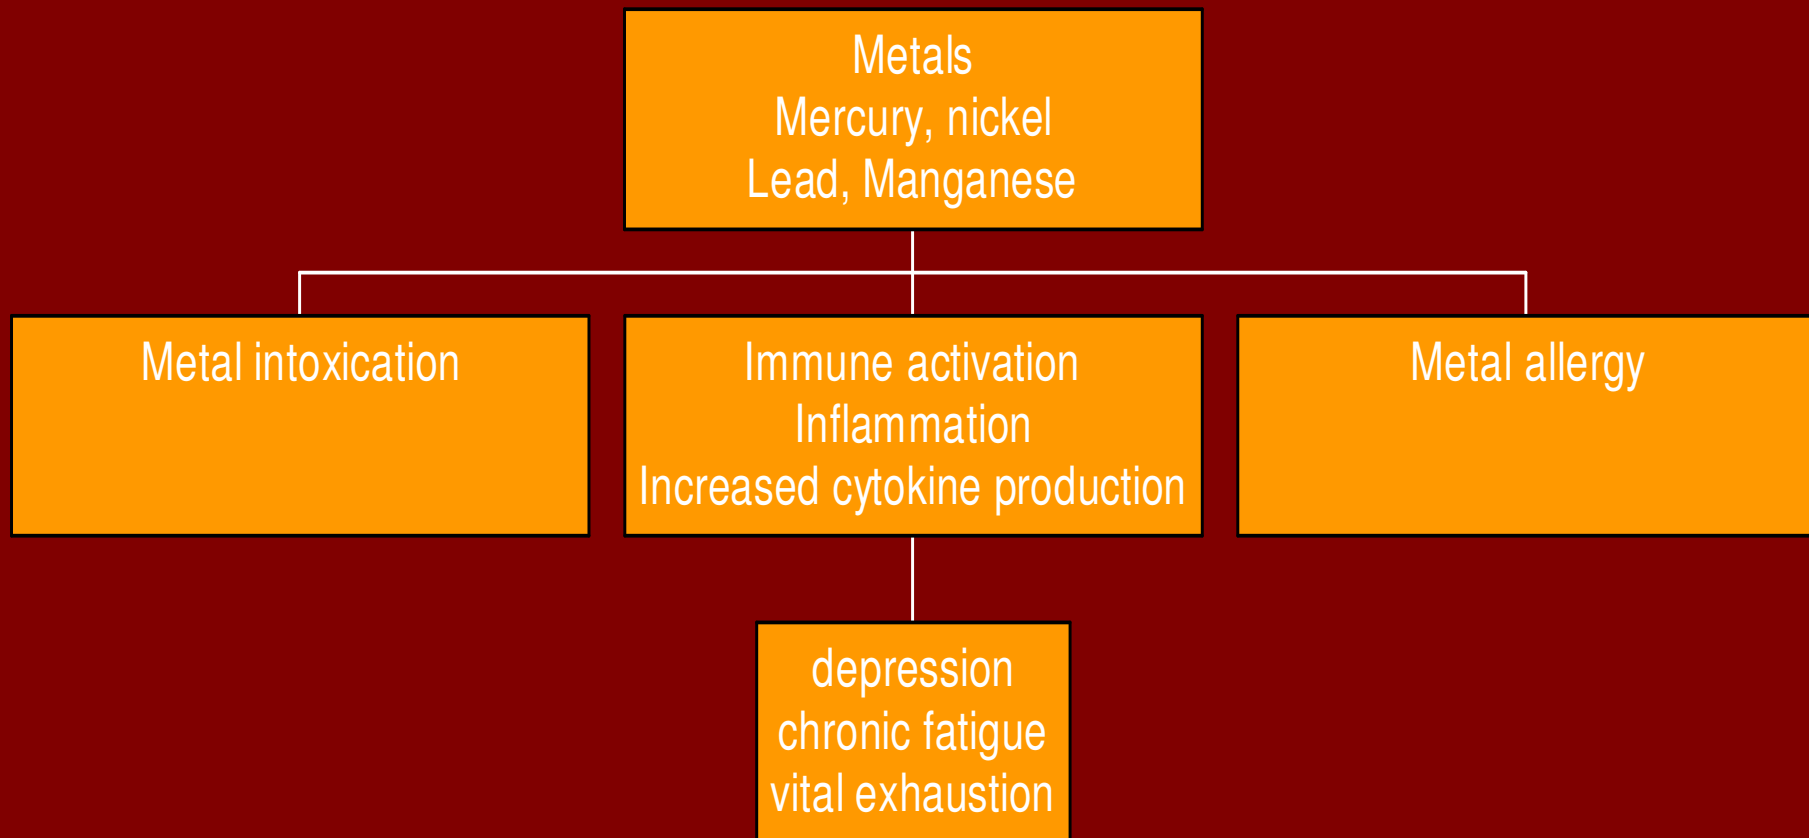 Metals
Mercury, nickel
Lead, Manganese
Metal intoxication
Immune activation
Inflammation
Increased cytokine production
Metal allergy
depression
chronic fatigue
vital exhaustion